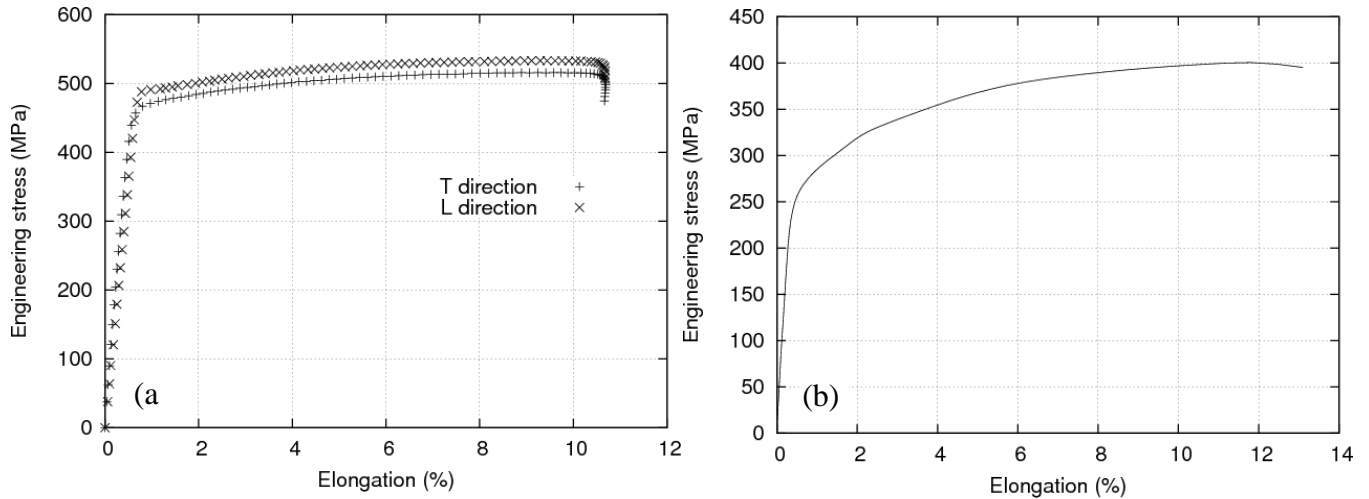 600
500
400
300
200
100
0
0 2 4 6 8 10 12
Engineering stress (MPa)
Elongation (%)
T direction
L direction
(a
450
400
350
300
250
200
150
100
50
0
0 2 4 6 8 10 12 14
Engineering stress (MPa)
Elongation (%)
(b)